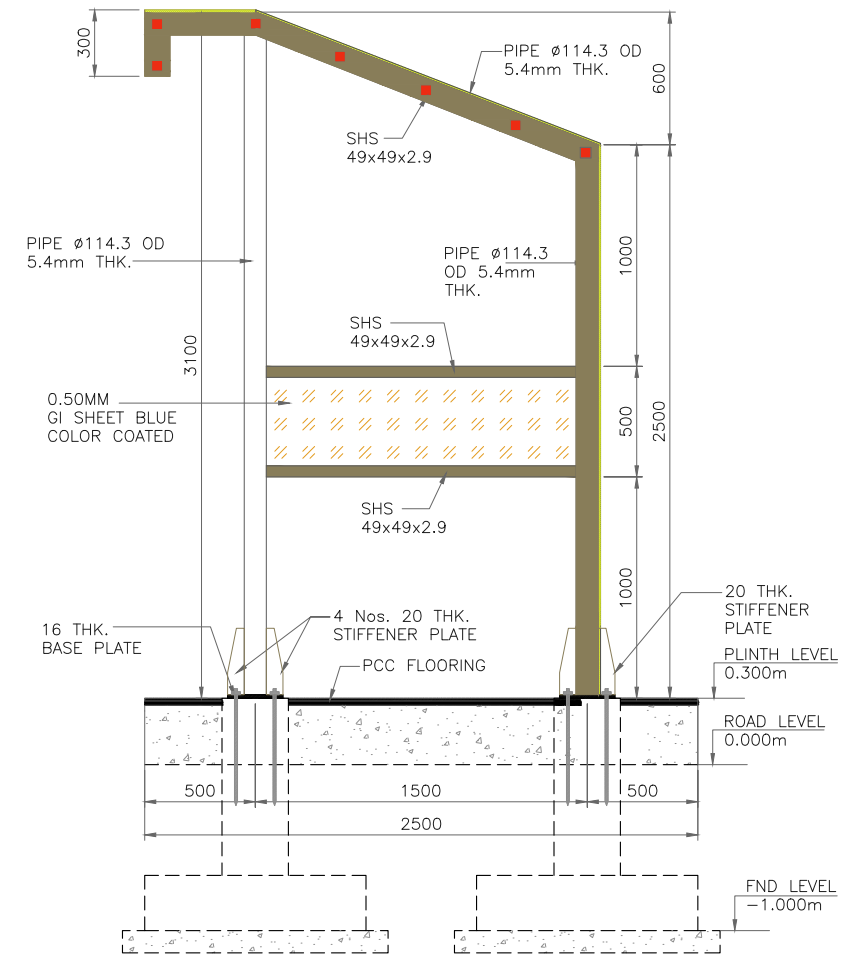 300
PIPE ø114.3 OD
5.4mm THK.
600
SHS
49x49x2.9
PIPE ø114.3 OD
5.4mm THK.
PIPE ø114.3
OD 5.4mm
THK.
1000
3100
SHS
49x49x2.9
0.50MM
GI SHEET BLUE
COLOR COATED
500
2500
SHS
49x49x2.9
1000
16 THK.
BASE PLATE
4 Nos. 20 THK.
STIFFENER PLATE
20 THK.
STIFFENER
PLATE
PCC FLOORING
PLINTH LEVEL
0.300m
ROAD LEVEL
0.000m
500
1500
500
2500
FND LEVEL
-1.000m